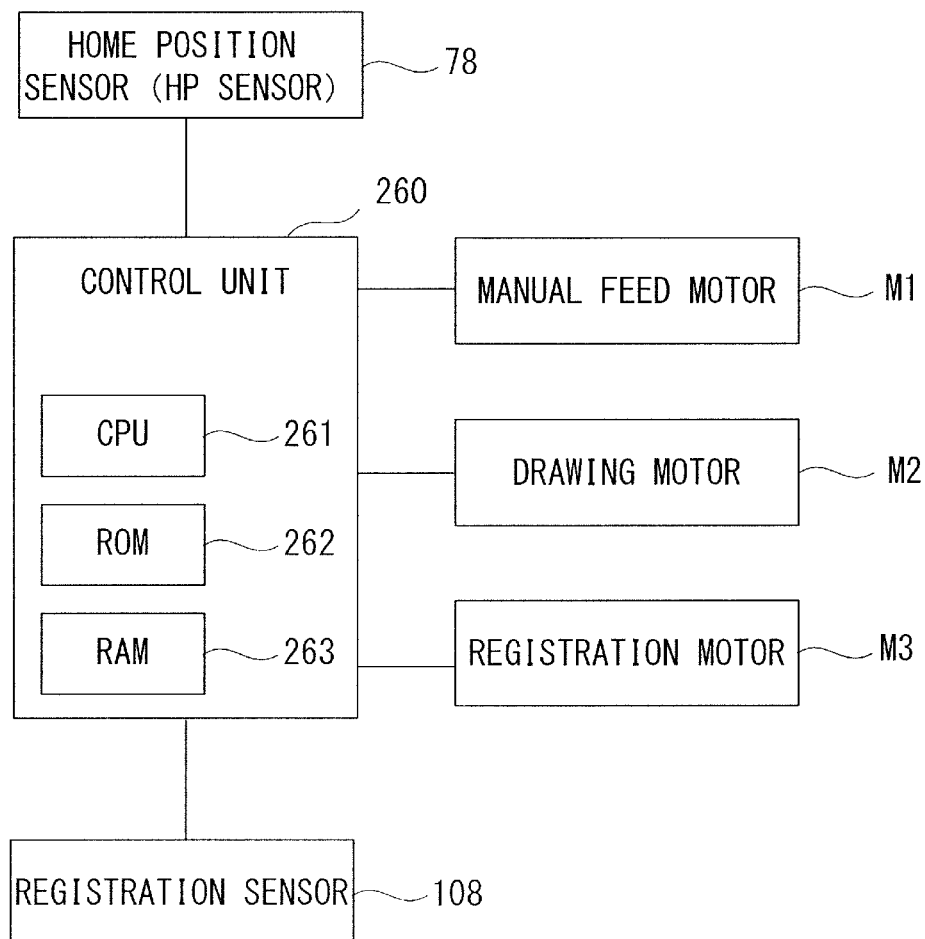 HOME POSITION
SENSOR (HP SENSOR)
78
260
CONTROL UNIT
MANUAL FEED MOTOR
M1
CPU
261
DRAWING MOTOR
M2
ROM
262
RAM
263
REGISTRATION MOTOR
M3
REGISTRATION SENSOR
108